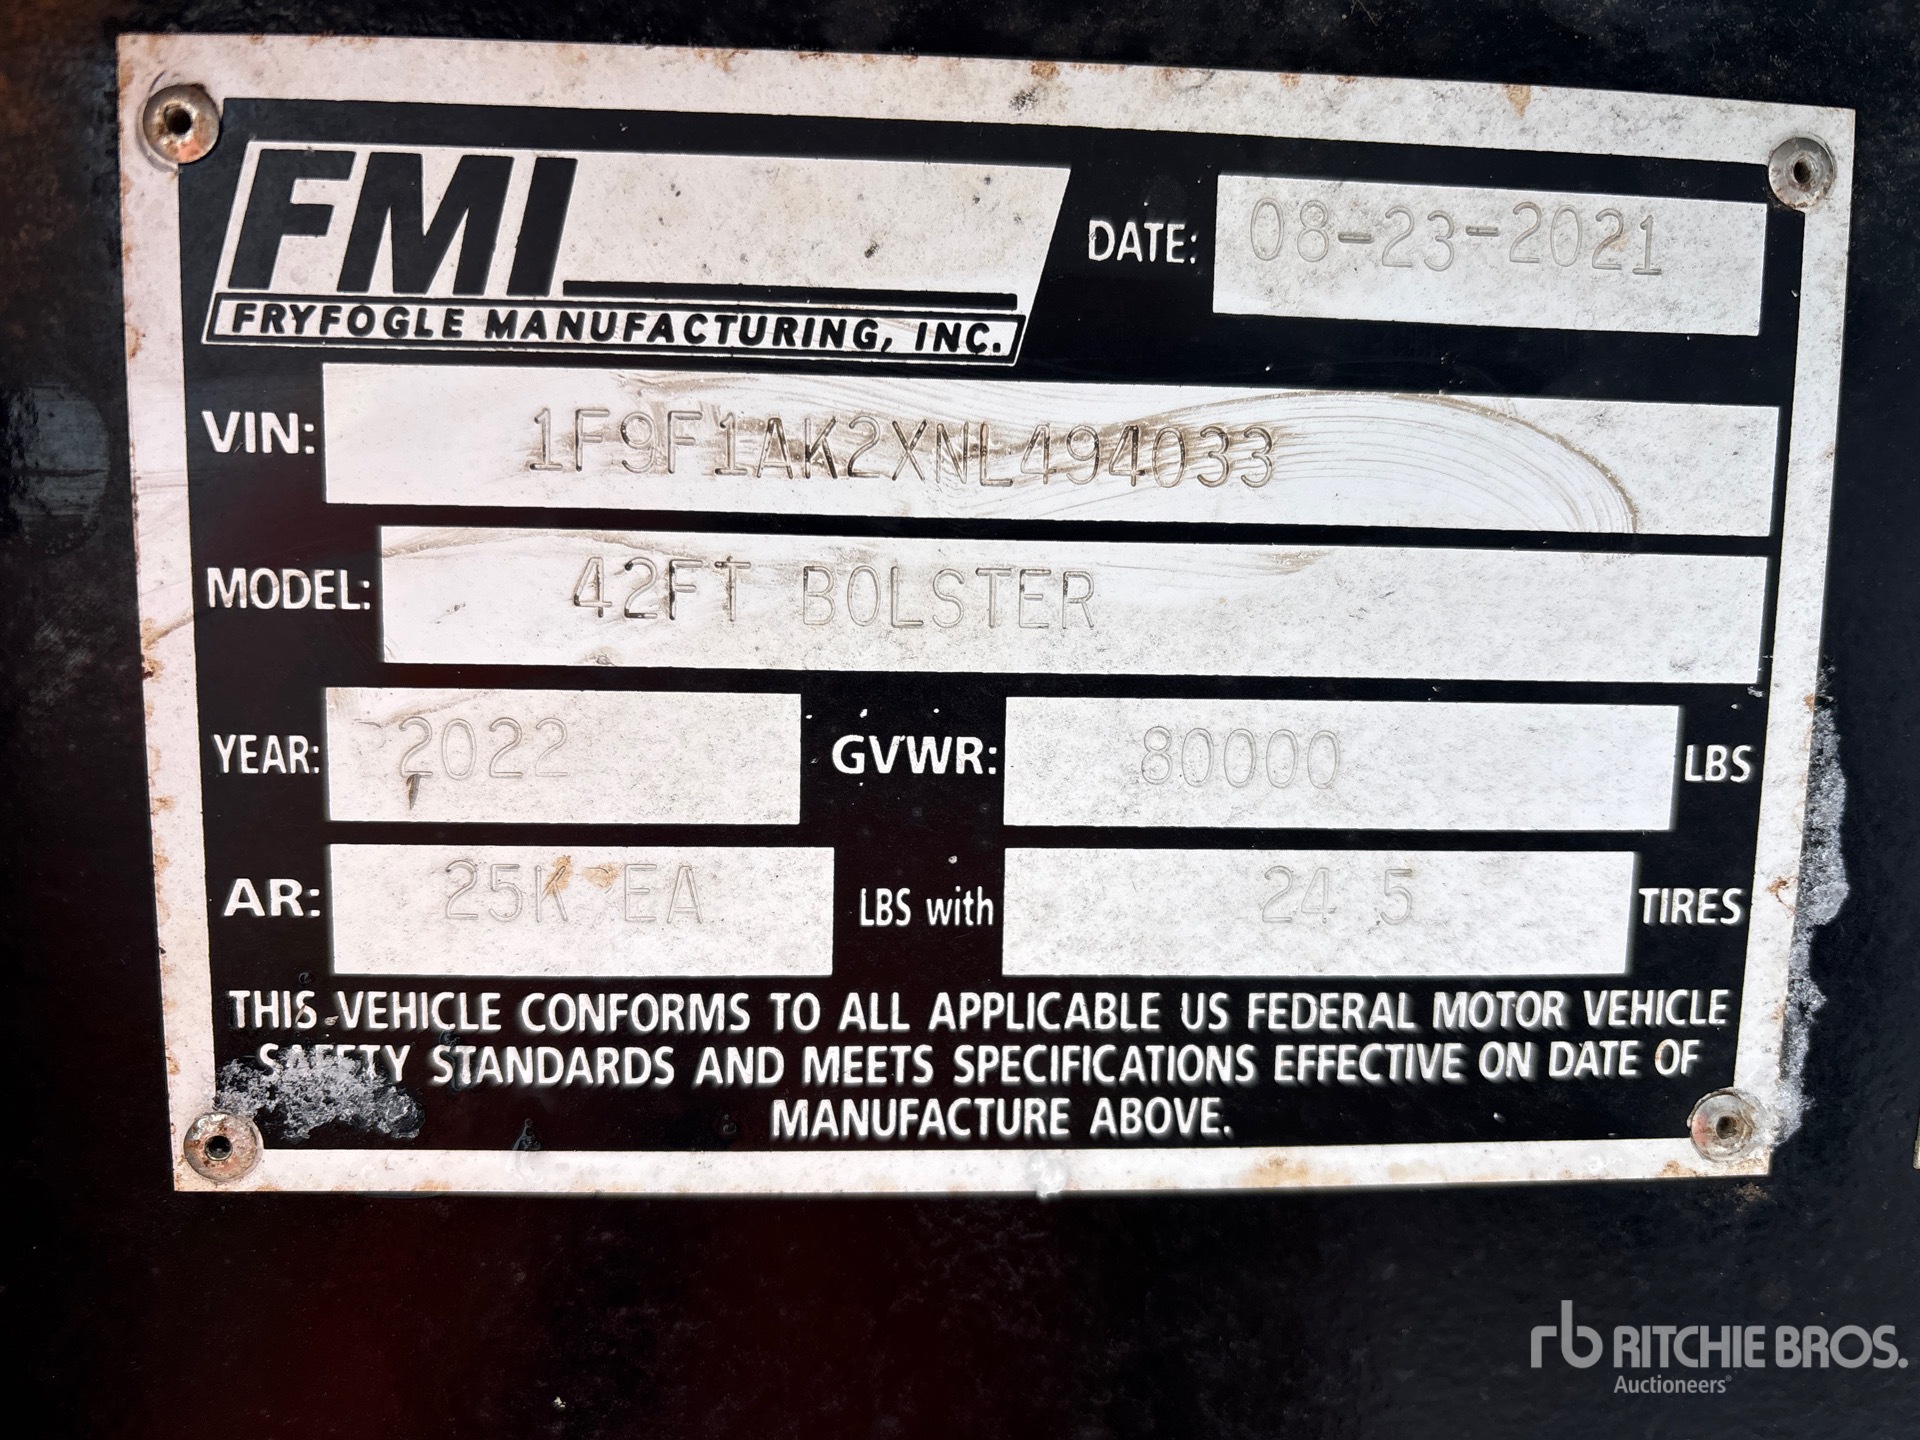 FMI
FRYFOGLE MANUFACTURING, INC.
DATE: 08-23-2021
VIN: 1F9F1AK2XNL494033
MODEL: 42FT BOLSTER
YEAR: 2022 GVWR: 80000 LBS
AR: 25K EA LBS with 24 5 TIRES
THIS VEHICLE CONFORMS TO ALL APPLICABLE US FEDERAL MOTOR VEHICLE
SAFETY STANDARDS AND MEETS SPECIFICATIONS EFFECTIVE ON DATE OF
MANUFACTURE ABOVE.
rb RITCHIE BROS.
Auctioneers